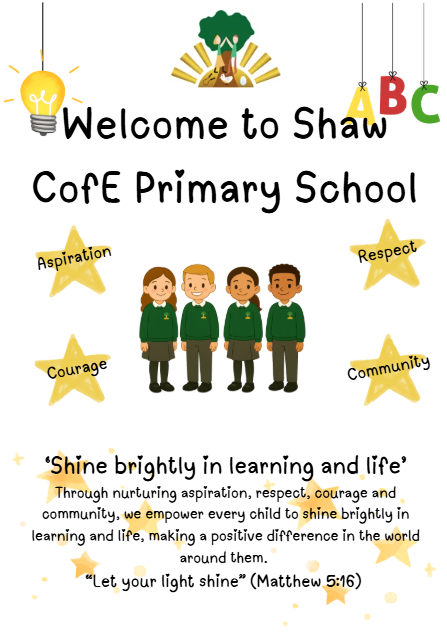 A B C
Welcome to Shaw
CofE Primary School
Aspiration
Respect
Courage
Community
‘Shine brightly in learning and life’
Through nurturing aspiration, respect, courage and
community, we empower every child to shine brightly in
learning and life, making a positive difference in the world
around them.
“Let your light shine” (Matthew 5:16)